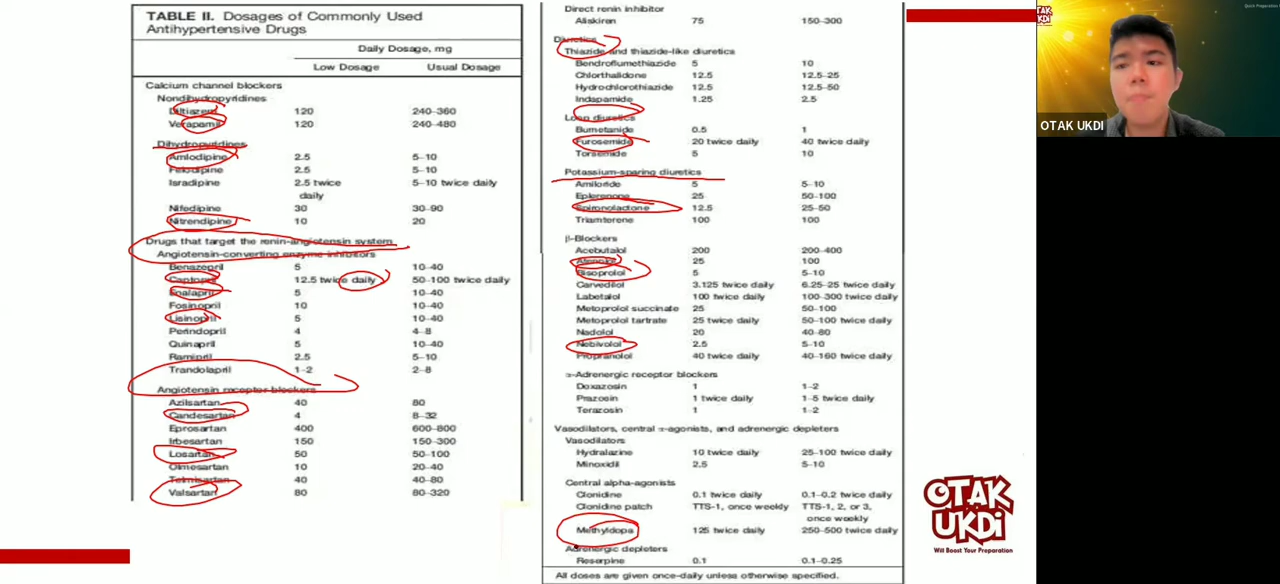 TABLE II. Dosages of Commonly Used
Antihypertensive Drugs
Daily Dosage, mg
Low Dosage Usual Dosage
Calcium channel blockers
Nondihydropyridines
Diltiazem 120 240–360
Verapamil 120 240–480
Dihydropyridines
Amlodipine 2.5 5–10
Felodipine 2.5 5–10
Isradipine 2.5 twice daily 5–10 twice daily
Nifedipine 30 30–90
Nitrendipine 10 20
Drugs that target the renin-angiotensin system
Angiotensin-converting enzyme inhibitors
Benazepril 5 10–40
Captopril 12.5 twice daily 50–100 twice daily
Enalapril 5 10–40
Fosinopril 10 10–40
Lisinopril 5 10–40
Perindopril 4 4–8
Quinapril 5 10–40
Ramipril 2.5 5–10
Trandolapril 1–2 2–8
Angiotensin receptor blockers
Azilsartan 40 80
Candesartan 4 8–32
Eprosartan 400 600–800
Irbesartan 150 150–300
Losartan 50 50–100
Olmesartan 10 20–40
Telmisartan 40 40–80
Valsartan 80 80–320
Direct renin inhibitor
Aliskiren 75 150–300
Diuretics
Thiazide and thiazide-like diuretics
Bendroflumethiazide 5 10
Chlorthalidone 12.5 12.5–25
Hydrochlorothiazide 12.5 12.5–50
Indapamide 1.25 2.5
Loop diuretics
Bumetanide 0.5 1
Furosemide 20 twice daily 40 twice daily
Torsemide 5 10
Potassium-sparing diuretics
Amiloride 5 5–10
Eplerenone 25 50–100
Spironolactone 12.5 25–50
Triamterene 100 100
β-Blockers
Acebutalol 200 200–400
Atenolol 25 100
Bisoprolol 5 5–10
Carvedilol 3.125 twice daily 6.25–25 twice daily
Labetalol 100 twice daily 100–300 twice daily
Metoprolol succinate 25 50–100
Metoprolol tartrate 25 twice daily 50–100 twice daily
Nadolol 20 40–80
Nebivolol 2.5 5–10
Propranolol 40 twice daily 40–160 twice daily
α-Adrenergic receptor blockers
Doxazosin 1 1–2
Prazosin 1 twice daily 1–5 twice daily
Terazosin 1 1–2
Vasodilators, central α-agonists, and adrenergic depleters
Vasodilators
Hydralazine 10 twice daily 25–100 twice daily
Minoxidil 2.5 5–10
Central alpha-agonists
Clonidine 0.1 twice daily 0.1–0.2 twice daily
Clonidine patch TTS-1, once weekly TTS-1, 2, or 3, once weekly
Methyldopa 125 twice daily 250–500 twice daily
Adrenergic depleters
Reserpine 0.1 0.1–0.25
All doses are given once-daily unless otherwise specified.
OTAK
UKDI
OTAK UKDI
OTAK
UKDI
Will Boost Your Preparation